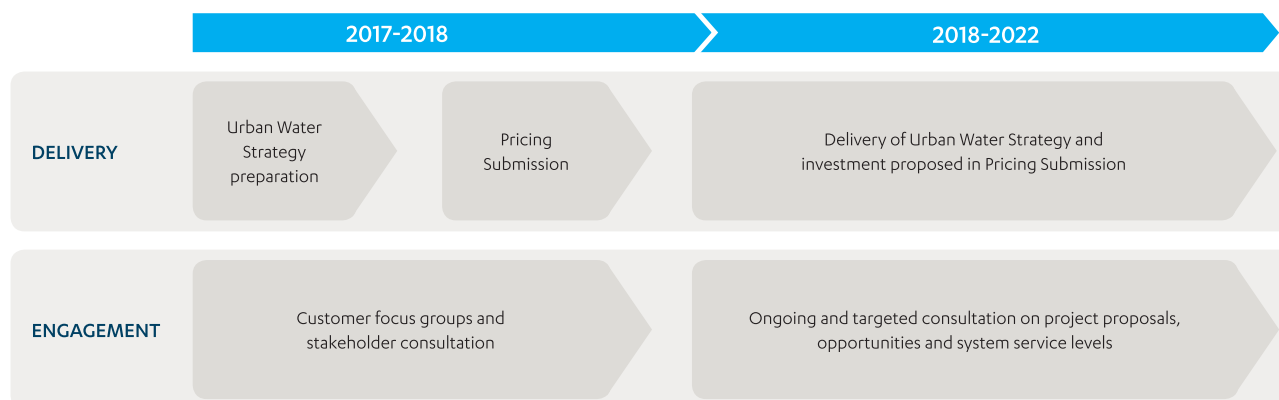 2017-2018
2018-2022
DELIVERY
Urban Water
Strategy
preparation
Pricing
Submission
Delivery of Urban Water Strategy and
investment proposed in Pricing Submission
ENGAGEMENT
Customer focus groups and
stakeholder consultation
Ongoing and targeted consultation on project proposals,
opportunities and system service levels